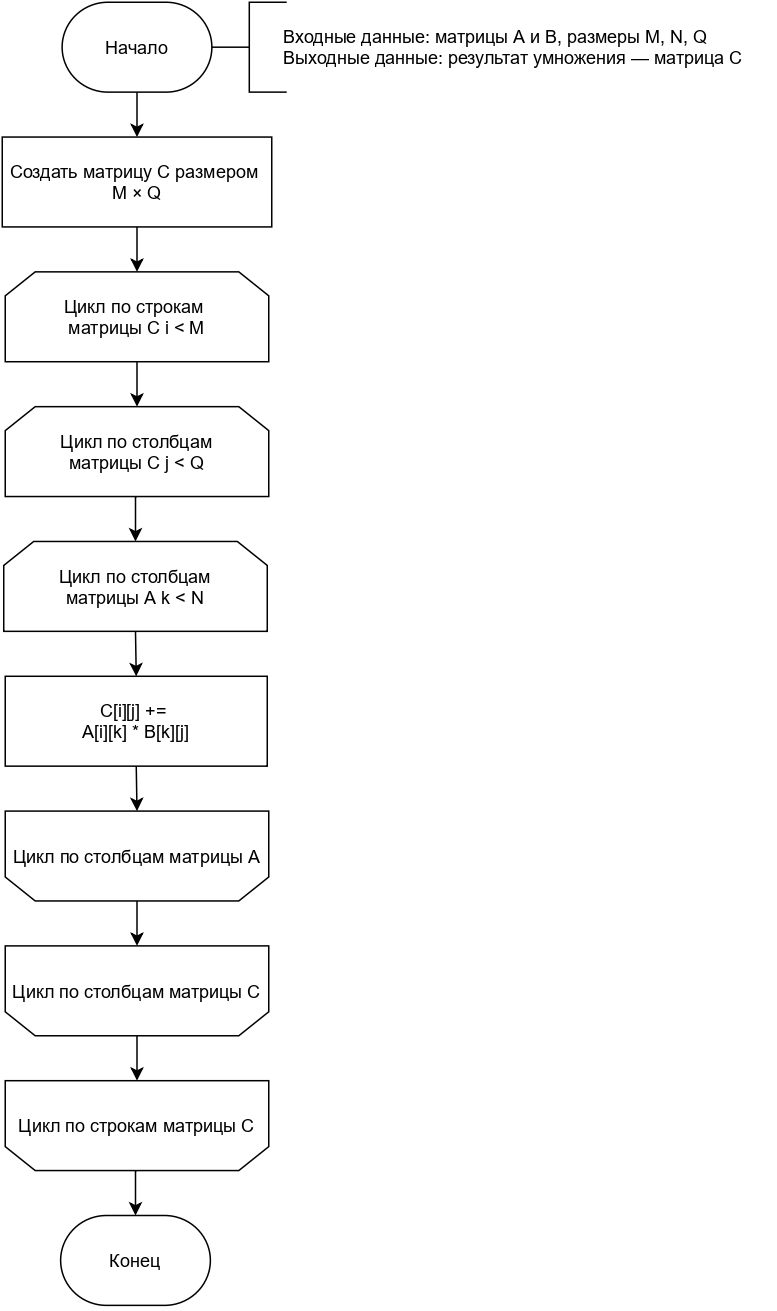 Начало
Входные данные: матрицы A и B, размеры M, N, Q
Выходные данные: результат умножения — матрица C
Создать матрицу C размером
M × Q
Цикл по строкам
матрицы C i < M
Цикл по столбцам
матрицы C j < Q
Цикл по столбцам
матрицы A k < N
C[i][j] +=
A[i][k] * B[k][j]
Цикл по столбцам матрицы A
Цикл по столбцам матрицы C
Цикл по строкам матрицы C
Конец